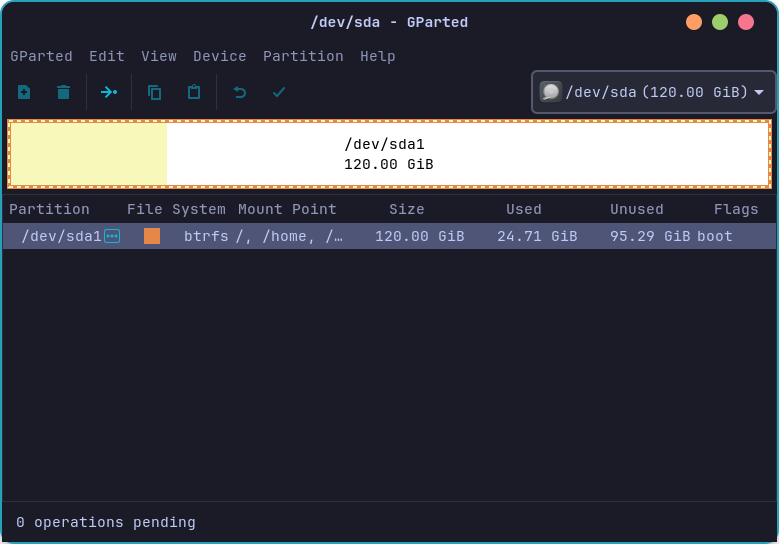 /dev/sda - GParted
GParted Edit View Device Partition Help
/dev/sda (120.00 GiB)
/dev/sda1
120.00 GiB
Partition File System Mount Point Size Used Unused Flags
/dev/sda1 btrfs /, /home, /… 120.00 GiB 24.71 GiB 95.29 GiB boot
0 operations pending